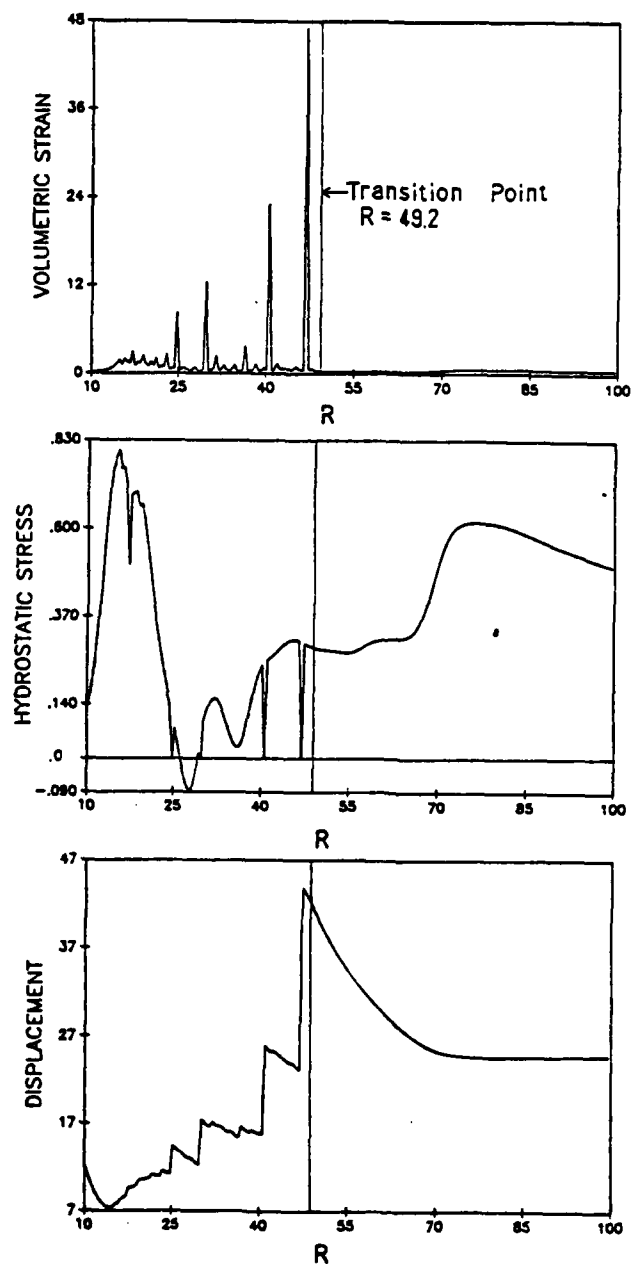 48
36
24
12
0
VOLUMETRIC STRAIN
←Transition Point
R = 49.2
10 25 40 55 70 85 100
R
.830
.600
.370
.140
.0
-.090
HYDROSTATIC STRESS
10 25 40 55 70 85 100
R
47
37
27
17
7
DISPLACEMENT
10 25 40 55 70 85 100
R